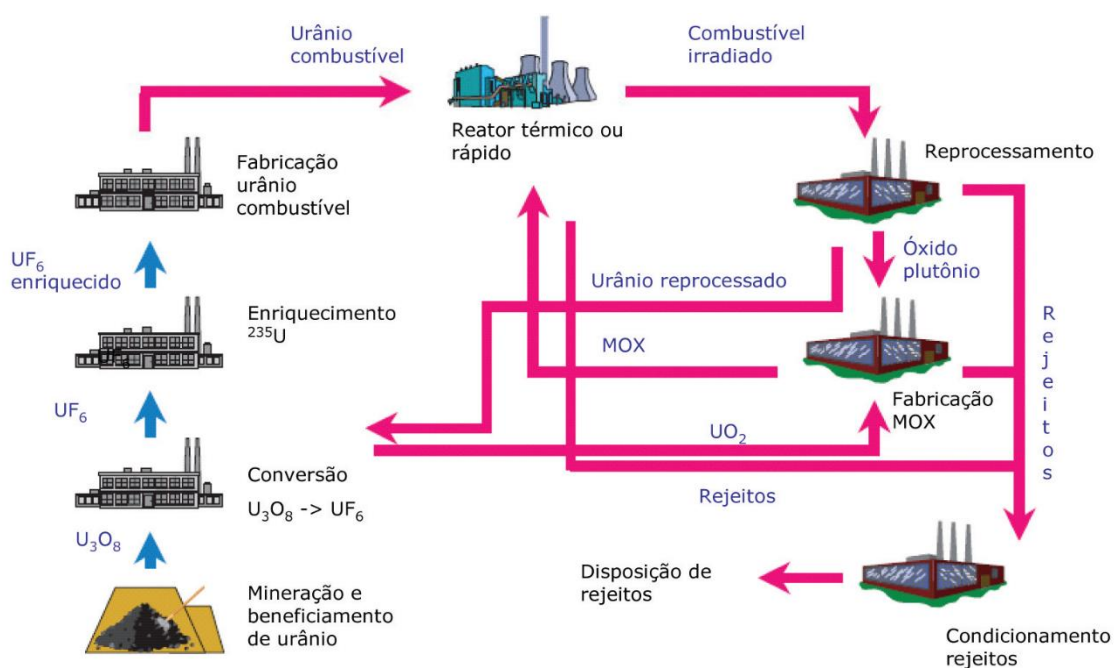 Urânio
combustível
Combustível
irradiado
Reator térmico ou
rápido
Reprocessamento
Fabricação
urânio
combustível
Óxido
plutônio
UF₆
enriquecido
Urânio reprocessado
Enriquecimento
²³⁵U
UF₆
MOX
Rejeitos
Fabricação
MOX
UF₆
UO₂
Conversão
U₃O₈ -> UF₆
Rejeitos
U₃O₈
Disposição de
rejeitos
Mineração e
beneficiamento
de urânio
Condicionamento
rejeitos